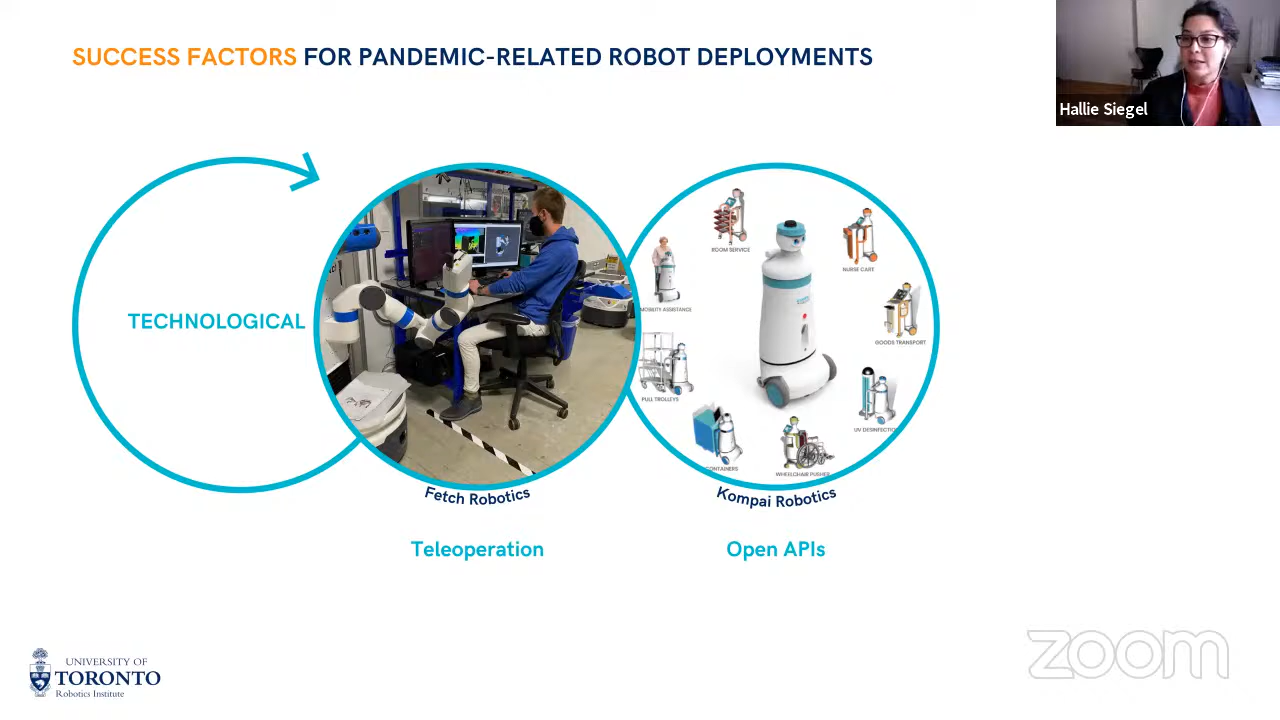 SUCCESS FACTORS FOR PANDEMIC-RELATED ROBOT DEPLOYMENTS
Hallie Siegel
TECHNOLOGICAL
ROOM SERVICE
NURSE CART
MOBILITY ASSISTANCE
GOODS TRANSPORT
PULL TROLLEYS
UV DESINFECTION
CONTAINERS
WHEELCHAIR PUSHER
Fetch Robotics
Kompai Robotics
Teleoperation
Open APIs
UNIVERSITY OF
TORONTO
Robotics Institute
zoom